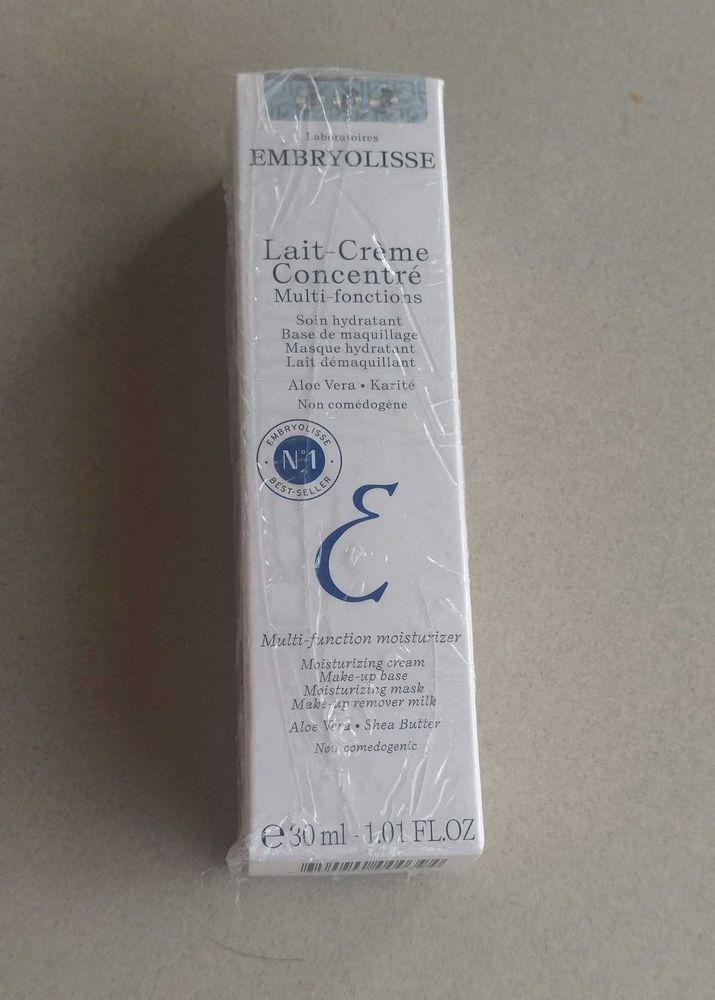 Laboratoires
EMBRYOLISSE
Lait-Crème
Concentré
Multi-fonctions
Soin hydratant
Base de maquillage
Masque hydratant
Lait démaquillant
Aloe Vera • Karité
Non comédogène
EMBRYOLISSE
N°1
BEST-SELLER
Ɛ
Multi-function moisturizer
Moisturizing cream
Make-up base
Moisturizing mask
Make-up remover milk
Aloe Vera • Shea Butter
Non comedogenic
℮ 30 ml - 1.01 FL.OZ